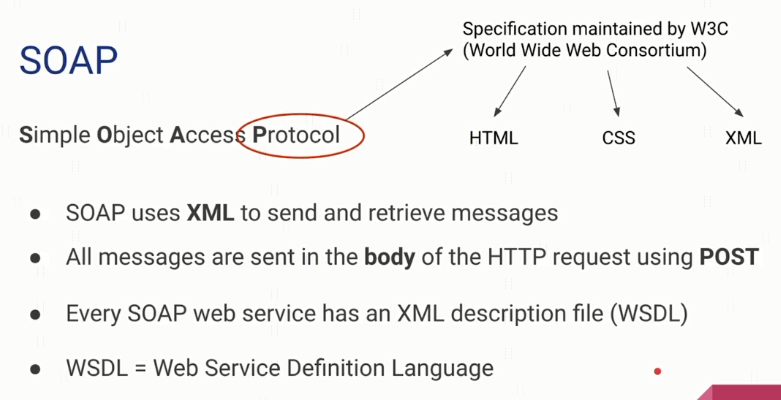 SOAP
Specification maintained by W3C
(World Wide Web Consortium)
HTML
CSS
XML
Simple Object Access Protocol
● SOAP uses XML to send and retrieve messages
● All messages are sent in the body of the HTTP request using POST
● Every SOAP web service has an XML description file (WSDL)
● WSDL = Web Service Definition Language